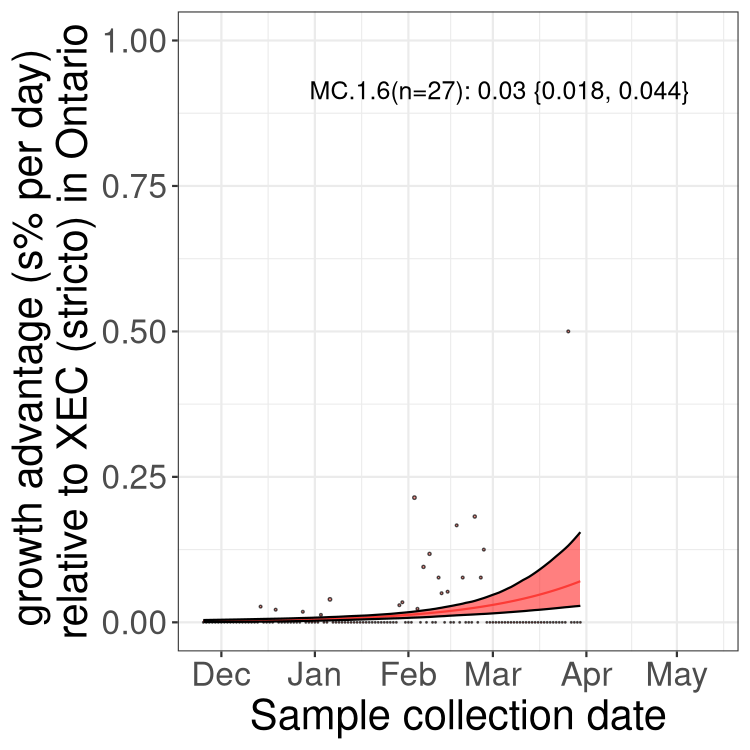 growth advantage (s% per day)
relative to XEC (stricto) in Ontario
1.00
0.75
0.50
0.25
0.00
MC.1.6(n=27): 0.03 {0.018, 0.044}
Dec Jan Feb Mar Apr May
Sample collection date